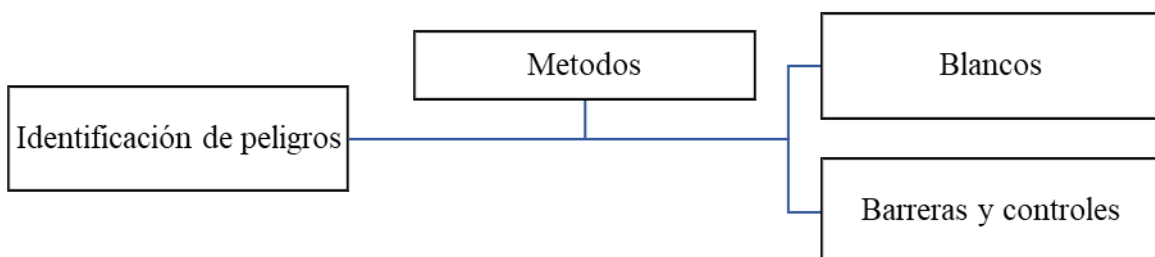 Identificación de peligros
Metodos
Blancos
Barreras y controles